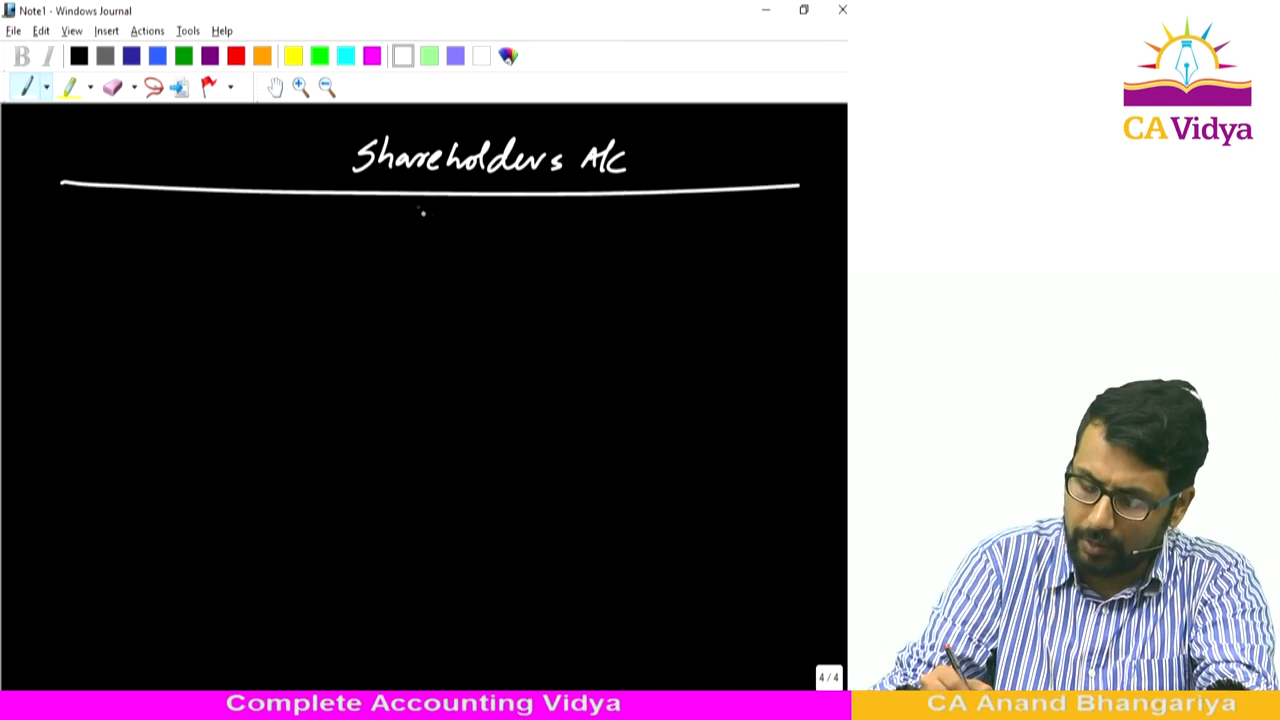 Note1 - Windows Journal
File Edit View Insert Actions Tools Help
B I
Shareholders A/c
4 / 4
CA Vidya
Complete Accounting Vidya
CA Anand Bhangariya